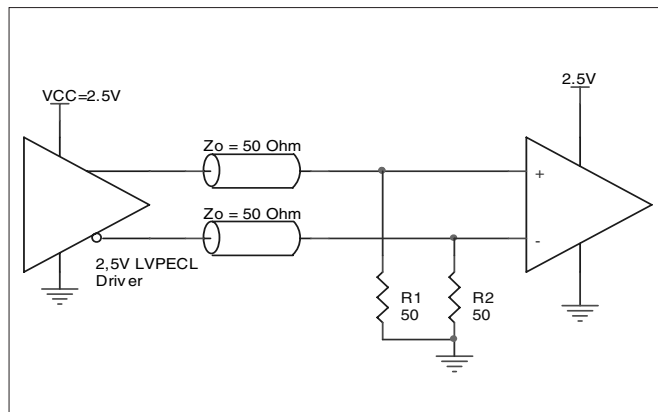 VCC=2.5V
2.5V
Zo = 50 Ohm
+
Zo = 50 Ohm
-
2,5V LVPECL
Driver
R1
50
R2
50